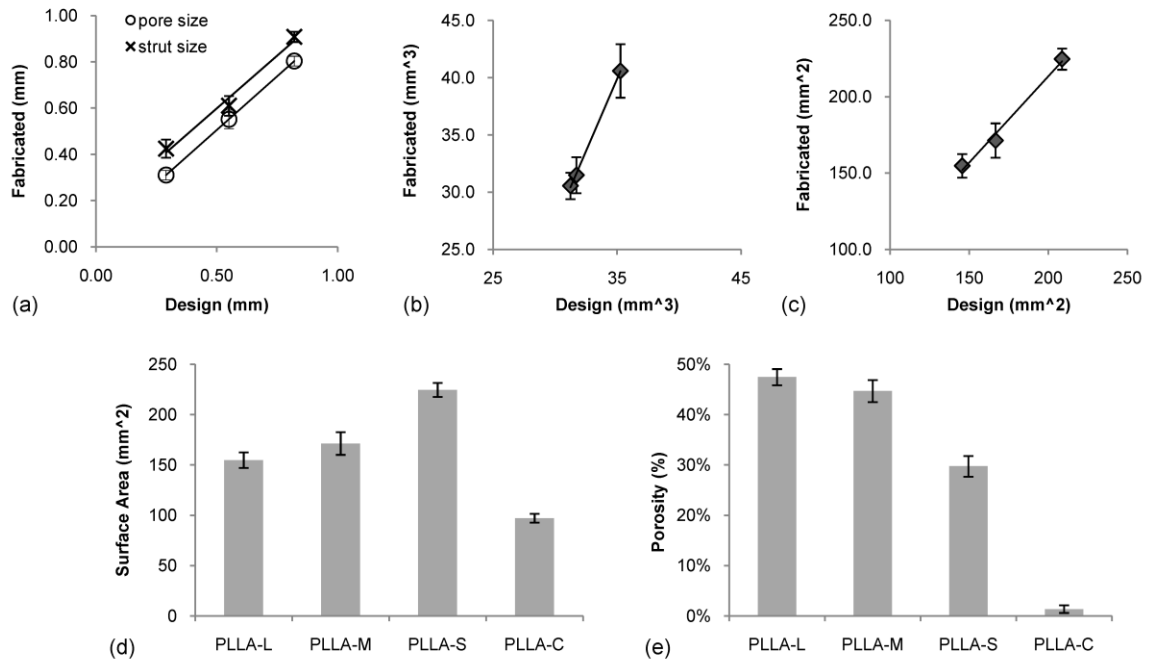 1.00
0.80
0.60
0.40
0.20
0.00
Fabricated (mm)
pore size
strut size
0.00 0.50 1.00
Design (mm)
(a)
45.0
40.0
35.0
30.0
25.0
Fabricated (mm^3)
25 35 45
Design (mm^3)
(b)
250.0
200.0
150.0
100.0
Fabricated (mm^2)
100 150 200 250
Design (mm^2)
(c)
250
200
150
100
50
0
Surface Area (mm^2)
PLLA-L PLLA-M PLLA-S PLLA-C
(d)
50%
40%
30%
20%
10%
0%
Porosity (%)
PLLA-L PLLA-M PLLA-S PLLA-C
(e)